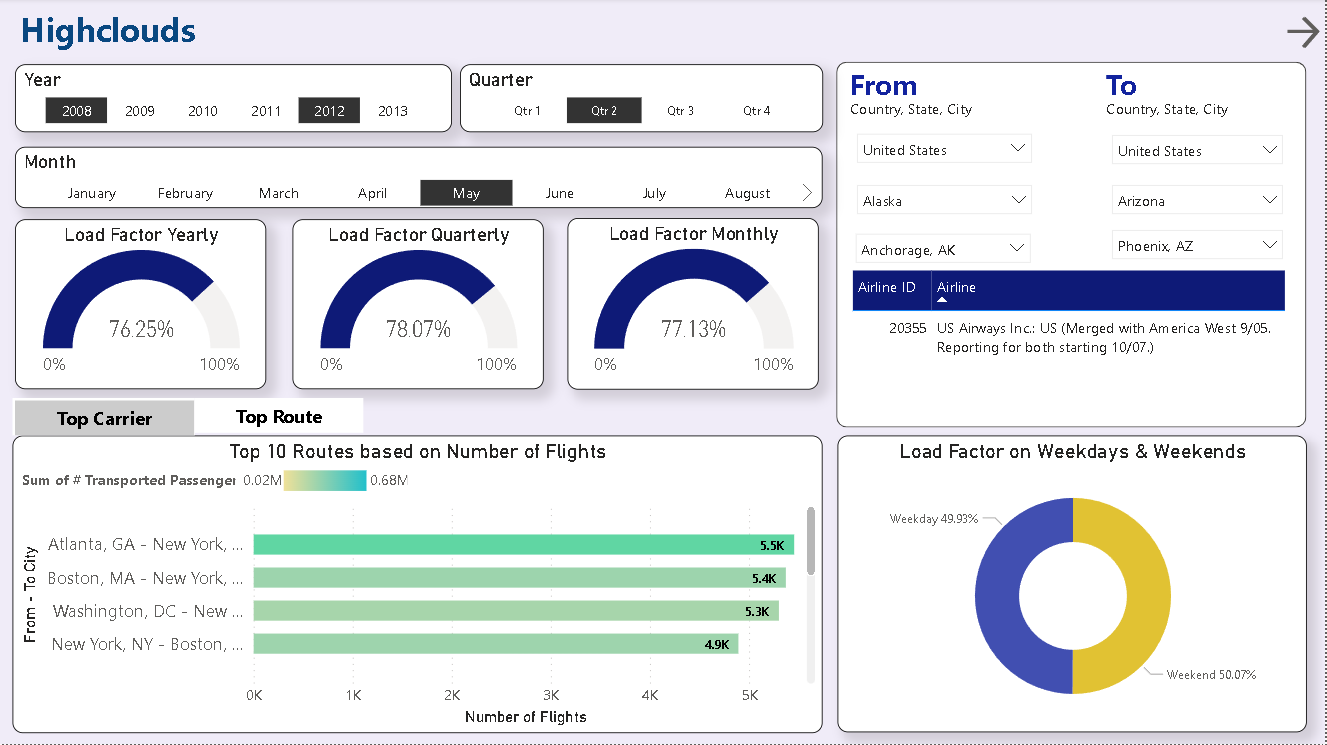 Highclouds
Year
2008 2009 2010 2011 2012 2013
Quarter
Qtr 1 Qtr 2 Qtr 3 Qtr 4
Month
January February March April May June July August
From
Country, State, City
United States
Alaska
Anchorage, AK
To
Country, State, City
United States
Arizona
Phoenix, AZ
Airline ID Airline
20355 US Airways Inc.: US (Merged with America West 9/05.
Reporting for both starting 10/07.)
Load Factor Yearly
76.25%
0% 100%
Load Factor Quarterly
78.07%
0% 100%
Load Factor Monthly
77.13%
0% 100%
Top Carrier Top Route
Top 10 Routes based on Number of Flights
Sum of # Transported Passenger 0.02M 0.68M
From - To City
Atlanta, GA - New York, ... 5.5K
Boston, MA - New York, ... 5.4K
Washington, DC - New ... 5.3K
New York, NY - Boston, ... 4.9K
0K 1K 2K 3K 4K 5K
Number of Flights
Load Factor on Weekdays & Weekends
Weekday 49.93%
Weekend 50.07%